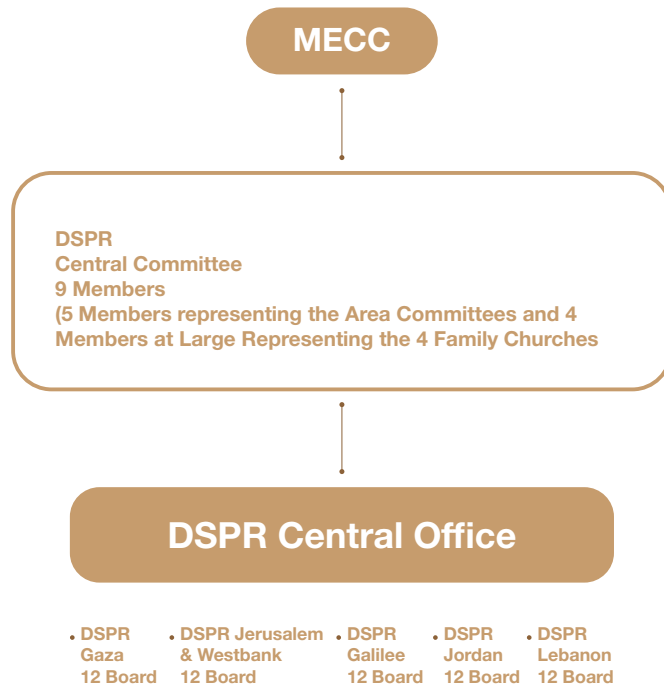 MECC
DSPR
Central Committee
9 Members
(5 Members representing the Area Committees and 4
Members at Large Representing the 4 Family Churches
DSPR Central Office
• DSPR
Gaza
12 Board
• DSPR Jerusalem
& Westbank
12 Board
• DSPR
Galilee
12 Board
• DSPR
Jordan
12 Board
• DSPR
Lebanon
12 Board